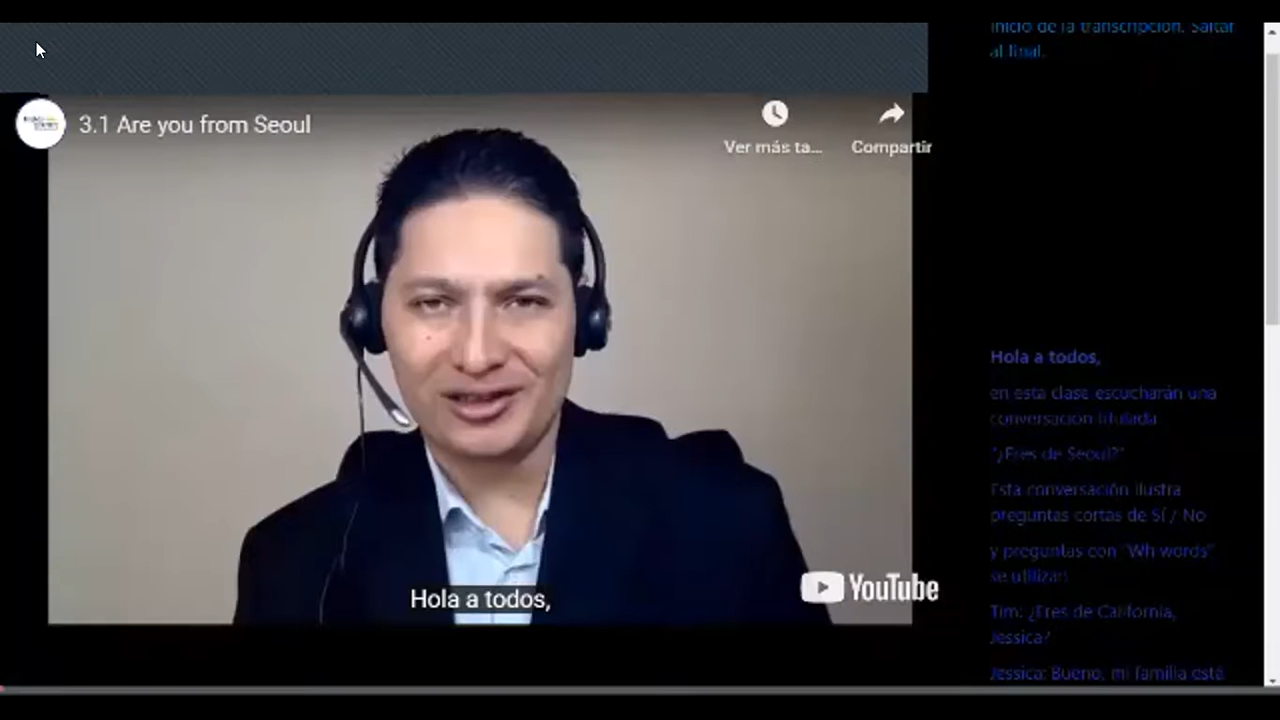 3.1 Are you from Seoul
Ver más ta...
Compartir
Hola a todos,
YouTube
inicio de la transcripción. Saltar
al final.
Hola a todos,
en esta clase escucharán una
conversación titulada
"¿Eres de Seoul?"
Esta conversación ilustra
preguntas cortas de Sí / No
y preguntas con "Wh words"
se utilizan
Tim: ¿Eres de California,
Jessica?
Jessica: Bueno, mi familia está